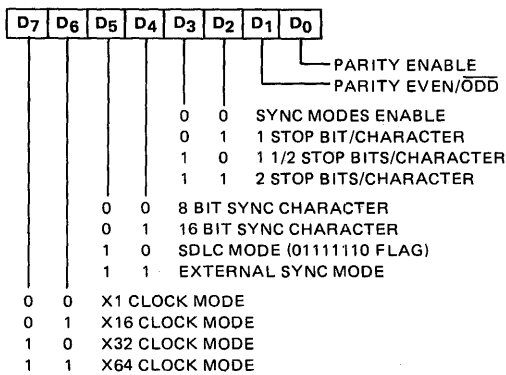 D7 D6 D5 D4 D3 D2 D1 D0
PARITY ENABLE
PARITY EVEN/ODD
0 0 SYNC MODES ENABLE
0 1 1 STOP BIT/CHARACTER
1 0 1 1/2 STOP BITS/CHARACTER
1 1 2 STOP BITS/CHARACTER
0 0 8 BIT SYNC CHARACTER
0 1 16 BIT SYNC CHARACTER
1 0 SDLC MODE (01111110 FLAG)
1 1 EXTERNAL SYNC MODE
0 0 X1 CLOCK MODE
0 1 X16 CLOCK MODE
1 0 X32 CLOCK MODE
1 1 X64 CLOCK MODE